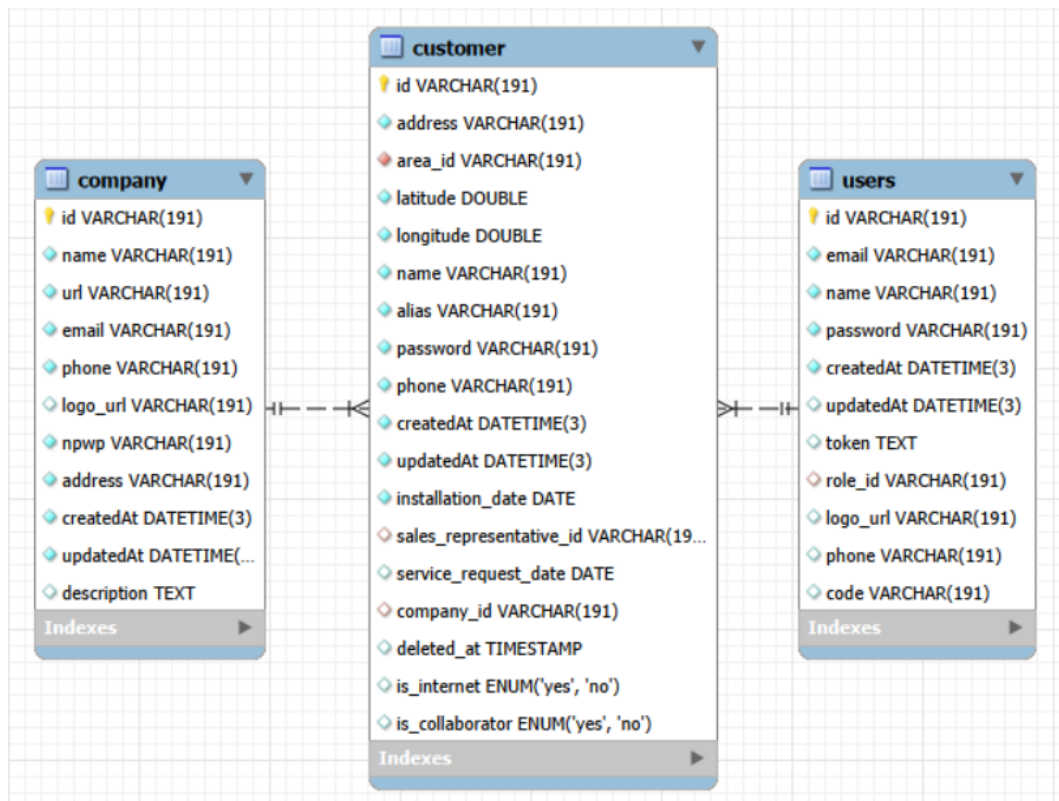 company
id VARCHAR(191)
name VARCHAR(191)
url VARCHAR(191)
email VARCHAR(191)
phone VARCHAR(191)
logo_url VARCHAR(191)
npwp VARCHAR(191)
address VARCHAR(191)
createdAt DATETIME(3)
updatedAt DATETIME(...
description TEXT
Indexes
customer
id VARCHAR(191)
address VARCHAR(191)
area_id VARCHAR(191)
latitude DOUBLE
longitude DOUBLE
name VARCHAR(191)
alias VARCHAR(191)
password VARCHAR(191)
phone VARCHAR(191)
createdAt DATETIME(3)
updatedAt DATETIME(3)
installation_date DATE
sales_representative_id VARCHAR(19...
service_request_date DATE
company_id VARCHAR(191)
deleted_at TIMESTAMP
is_internet ENUM('yes', 'no')
is_collaborator ENUM('yes', 'no')
Indexes
users
id VARCHAR(191)
email VARCHAR(191)
name VARCHAR(191)
password VARCHAR(191)
createdAt DATETIME(3)
updatedAt DATETIME(3)
token TEXT
role_id VARCHAR(191)
logo_url VARCHAR(191)
phone VARCHAR(191)
code VARCHAR(191)
Indexes